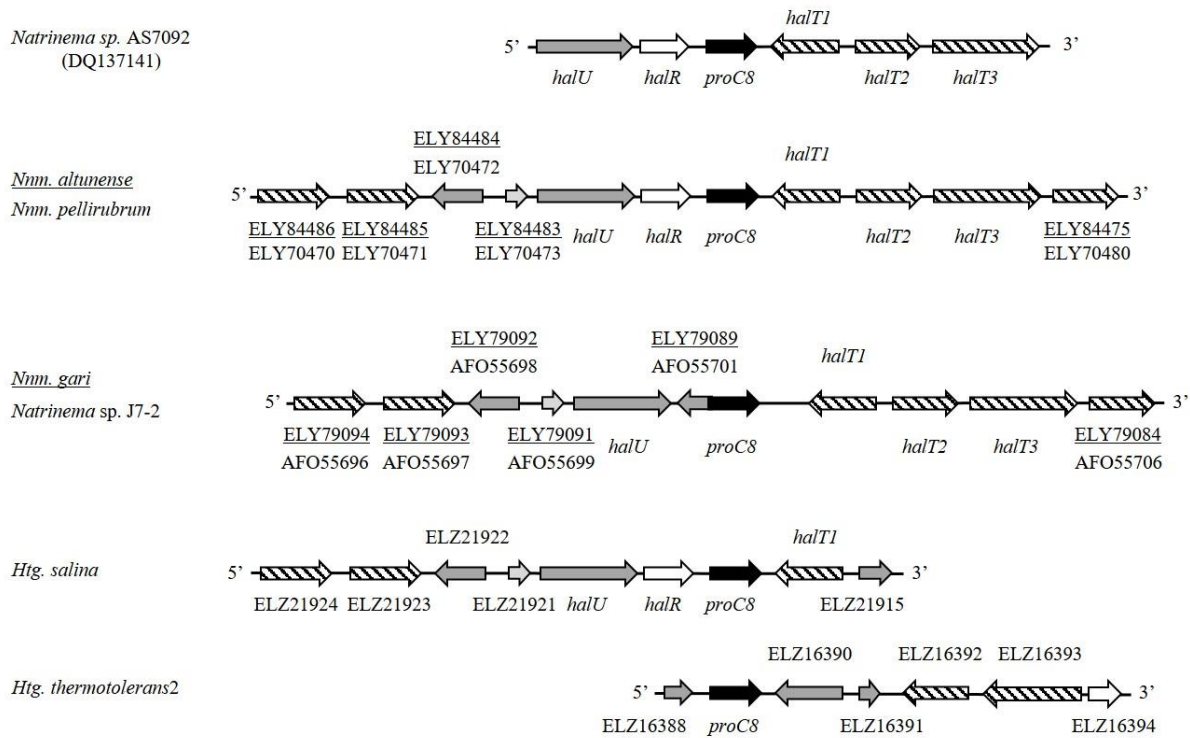 halT1
Natrinema sp. AS7092
(DQ137141)
5’ 3’
halU halR proC8 halT2 halT3
ELY84484
ELY70472
halT1
Nnm. altunense
Nnm. pellirubrum
5’ 3’
ELY84486 ELY84485 ELY84483 halU halR proC8 halT2 halT3 ELY84475
ELY70470 ELY70471 ELY70473 ELY70480
ELY79092 ELY79089
AFO55698 AFO55701 halT1
Nnm. gari
Natrinema sp. J7-2
5’ 3’
ELY79094 ELY79093 ELY79091 halU proC8 halT2 halT3 ELY79084
AFO55696 AFO55697 AFO55699 AFO55706
ELZ21922 halT1
Htg. salina 5’ 3’
ELZ21924 ELZ21923 ELZ21921 halU halR proC8 ELZ21915
ELZ16390 ELZ16392 ELZ16393
Htg. thermotolerans2 5’ 3’
ELZ16388 proC8 ELZ16391 ELZ16394